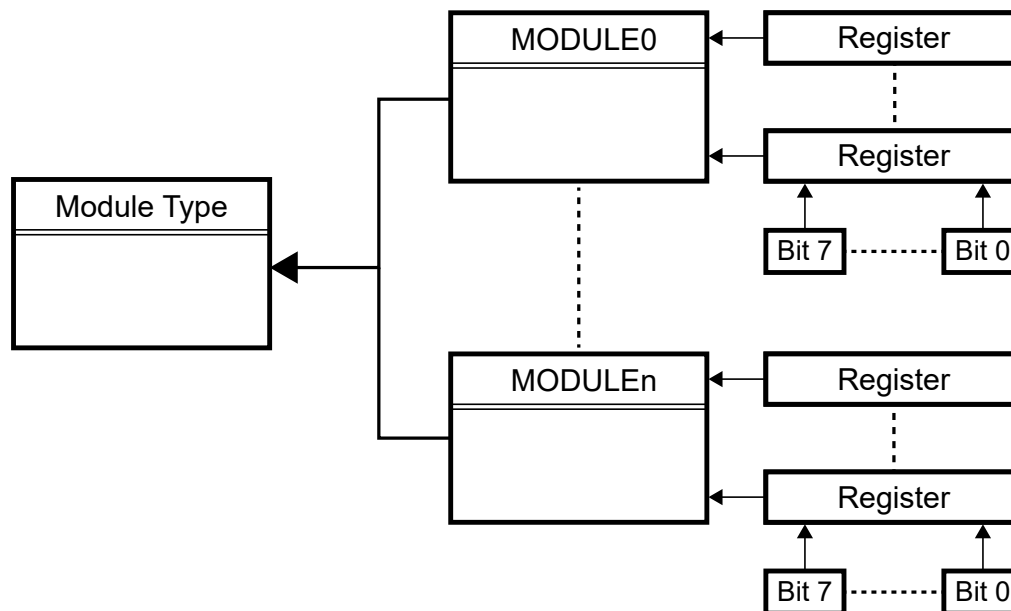 MODULE0
Register
Register
Module Type
Bit 7
Bit 0
MODULEn
Register
Register
Bit 7
Bit 0